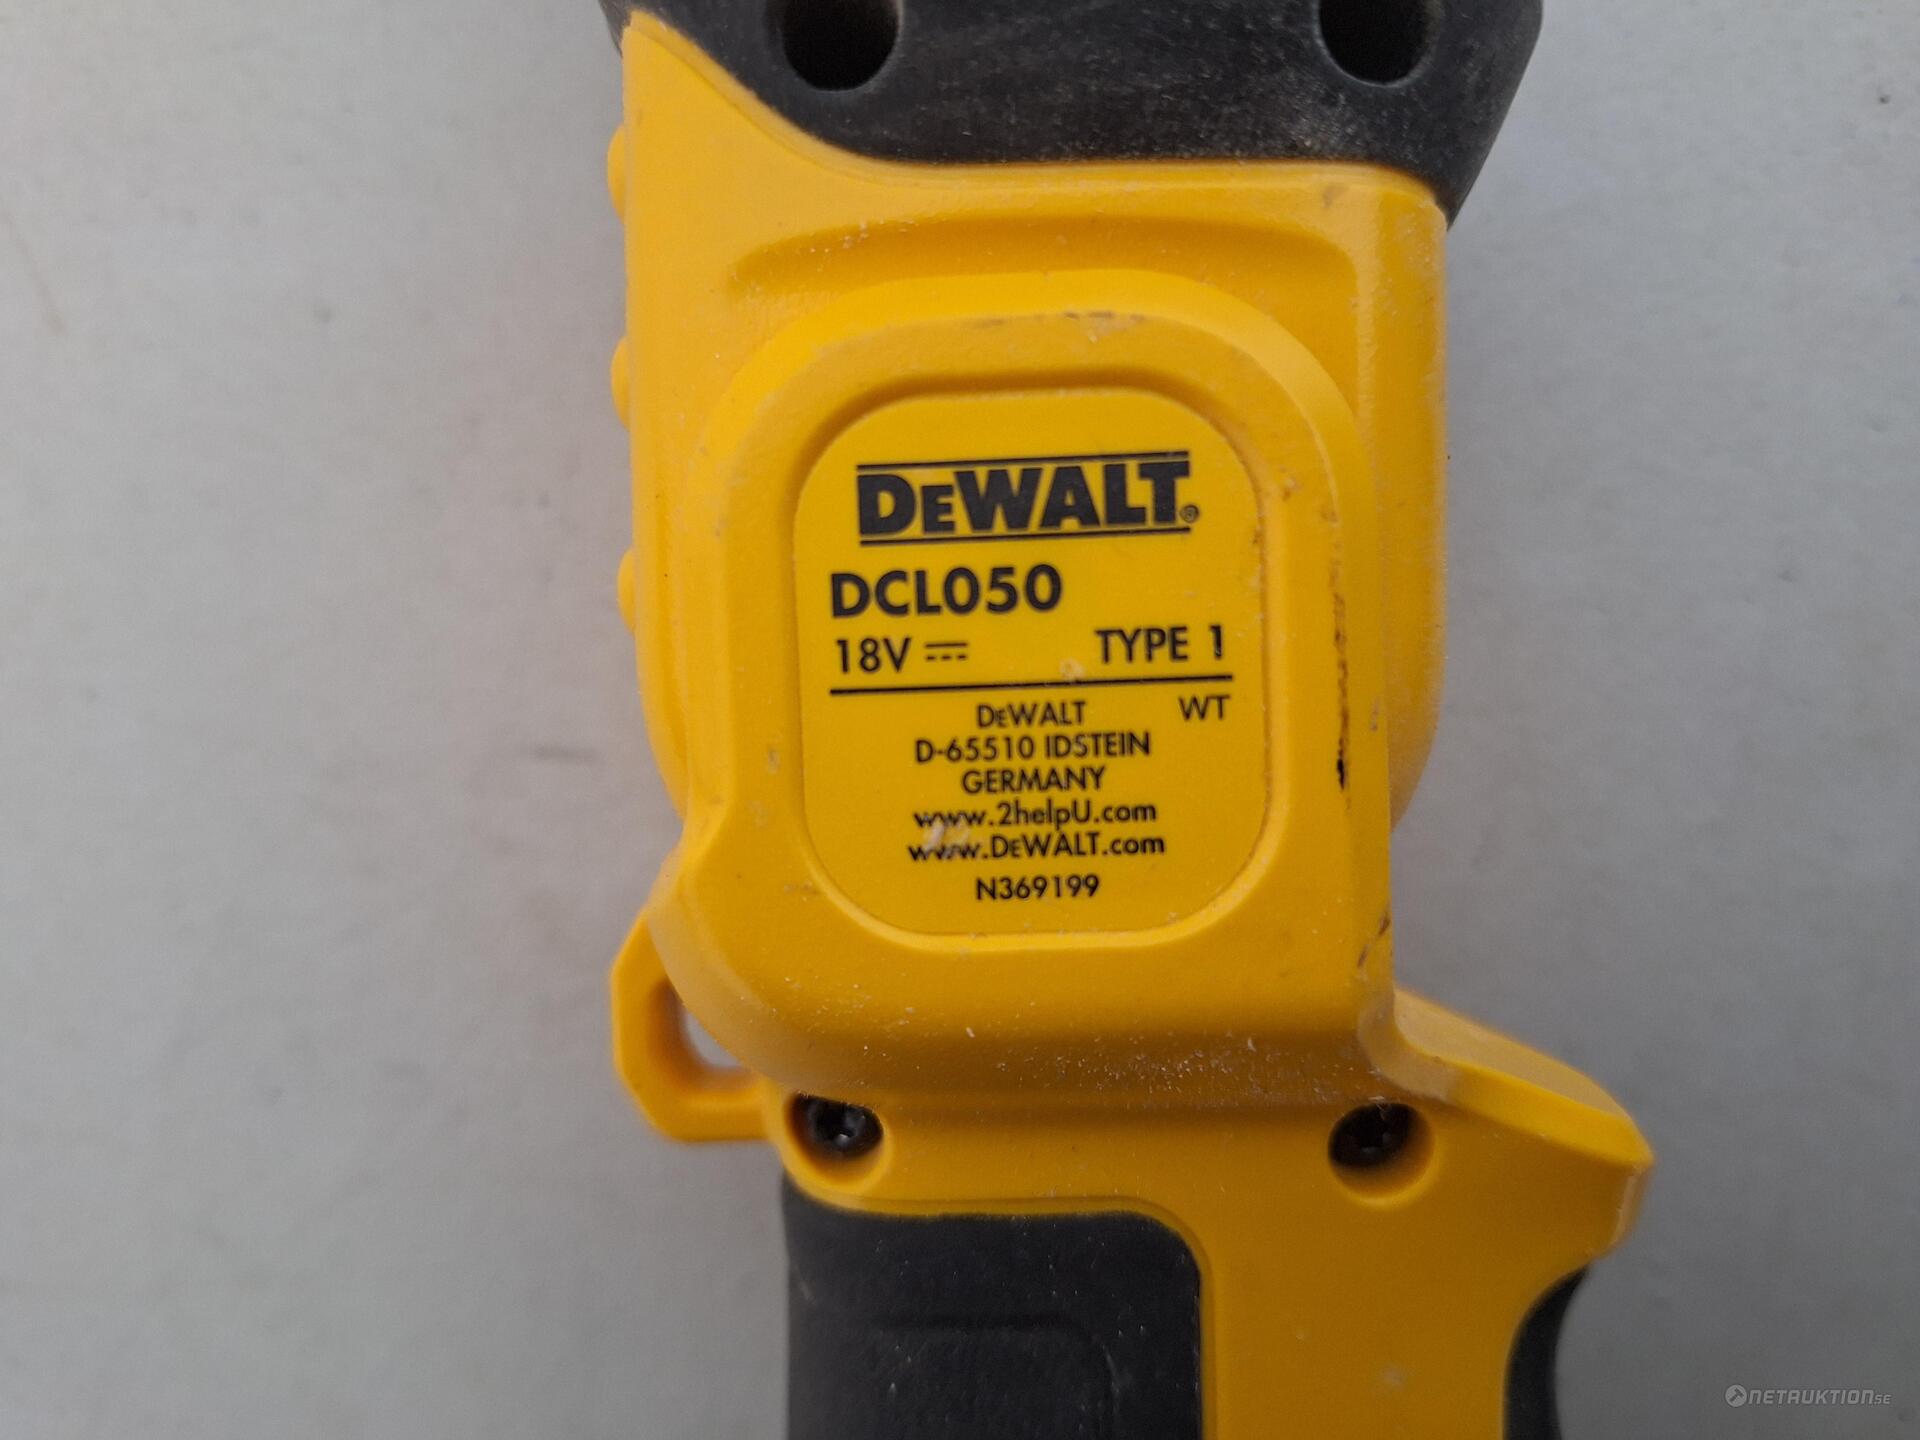 DEWALT®
DCL050
18V ⎓ TYPE 1
DEWALT WT
D-65510 IDSTEIN
GERMANY
www.2helpU.com
www.DEWALT.com
N369199
NETAUKTION.SE